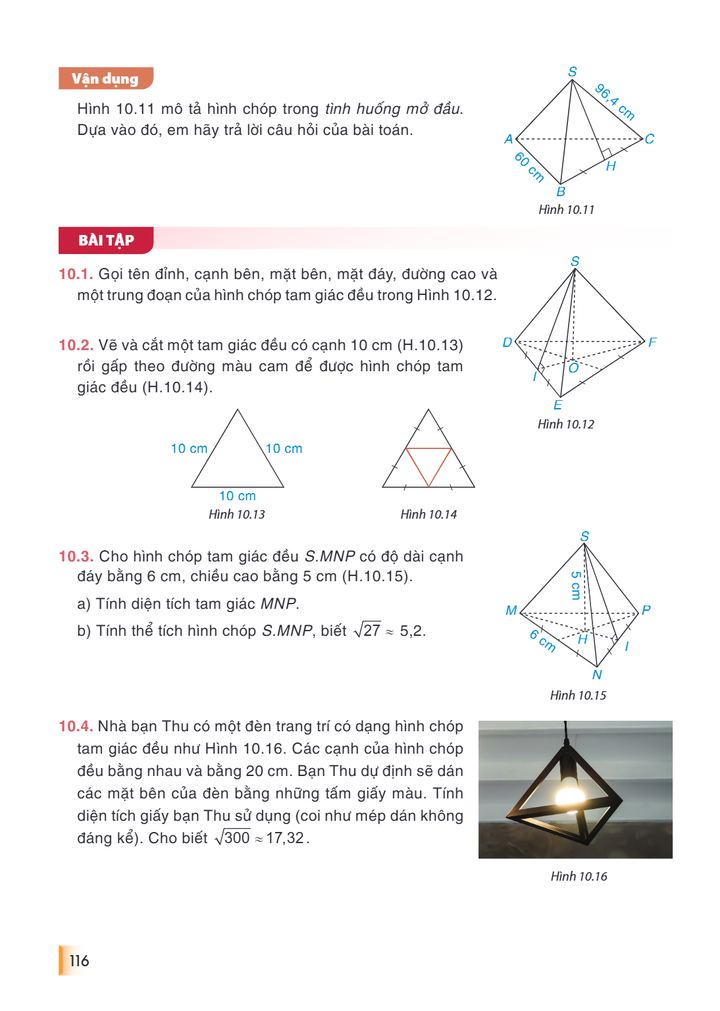 Vận dụng
Hình 10.11 mô tả hình chóp trong tình huống mở đầu.
Dựa vào đó, em hãy trả lời câu hỏi của bài toán.
S
96,4 cm
A
C
60 cm
H
B
Hình 10.11
BÀI TẬP
10.1. Gọi tên đỉnh, cạnh bên, mặt bên, mặt đáy, đường cao và
một trung đoạn của hình chóp tam giác đều trong Hình 10.12.
S
D
F
O
I
E
Hình 10.12
10.2. Vẽ và cắt một tam giác đều có cạnh 10 cm (H.10.13)
rồi gấp theo đường màu cam để được hình chóp tam
giác đều (H.10.14).
10 cm
10 cm
10 cm
Hình 10.13
Hình 10.14
10.3. Cho hình chóp tam giác đều S.MNP có độ dài cạnh
đáy bằng 6 cm, chiều cao bằng 5 cm (H.10.15).
a) Tính diện tích tam giác MNP.
b) Tính thể tích hình chóp S.MNP, biết √27 ≈ 5,2.
S
5 cm
M
P
6 cm
H
I
N
Hình 10.15
10.4. Nhà bạn Thu có một đèn trang trí có dạng hình chóp
tam giác đều như Hình 10.16. Các cạnh của hình chóp
đều bằng nhau và bằng 20 cm. Bạn Thu dự định sẽ dán
các mặt bên của đèn bằng những tấm giấy màu. Tính
diện tích giấy bạn Thu sử dụng (coi như mép dán không
đáng kể). Cho biết √300 ≈ 17,32.
Hình 10.16
116